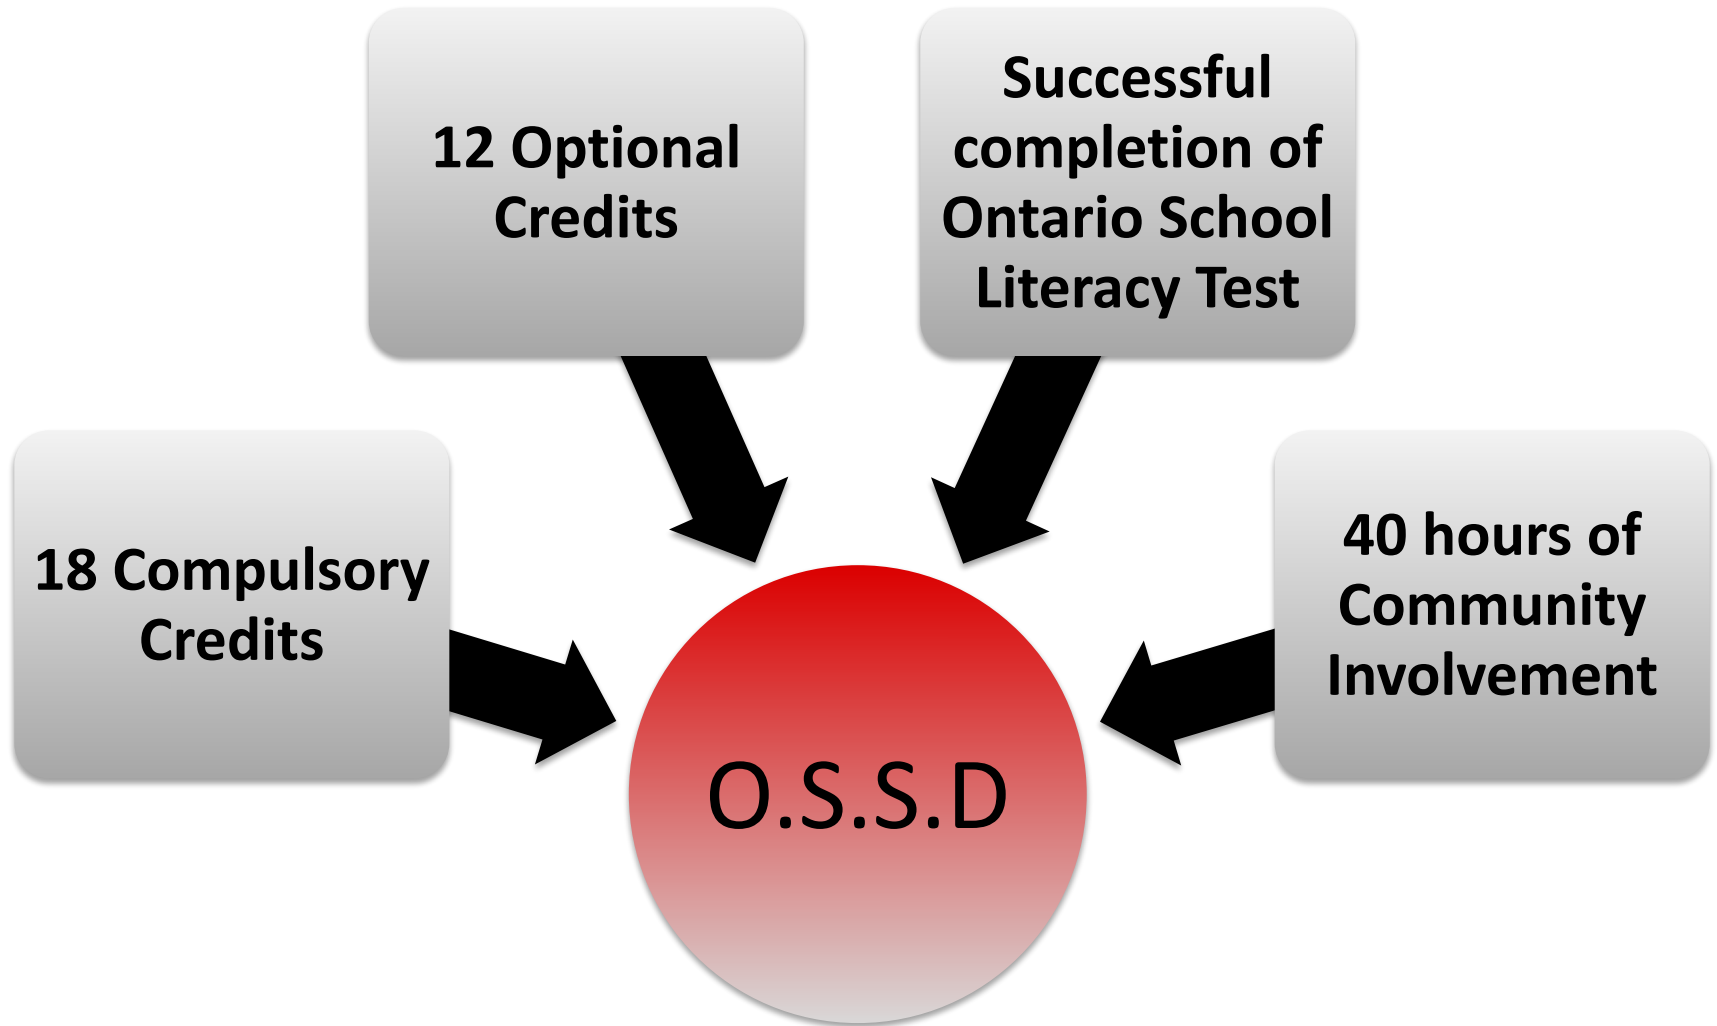 12 Optional
Credits
Successful
completion of
Ontario School
Literacy Test
18 Compulsory
Credits
40 hours of
Community
Involvement
O.S.S.D